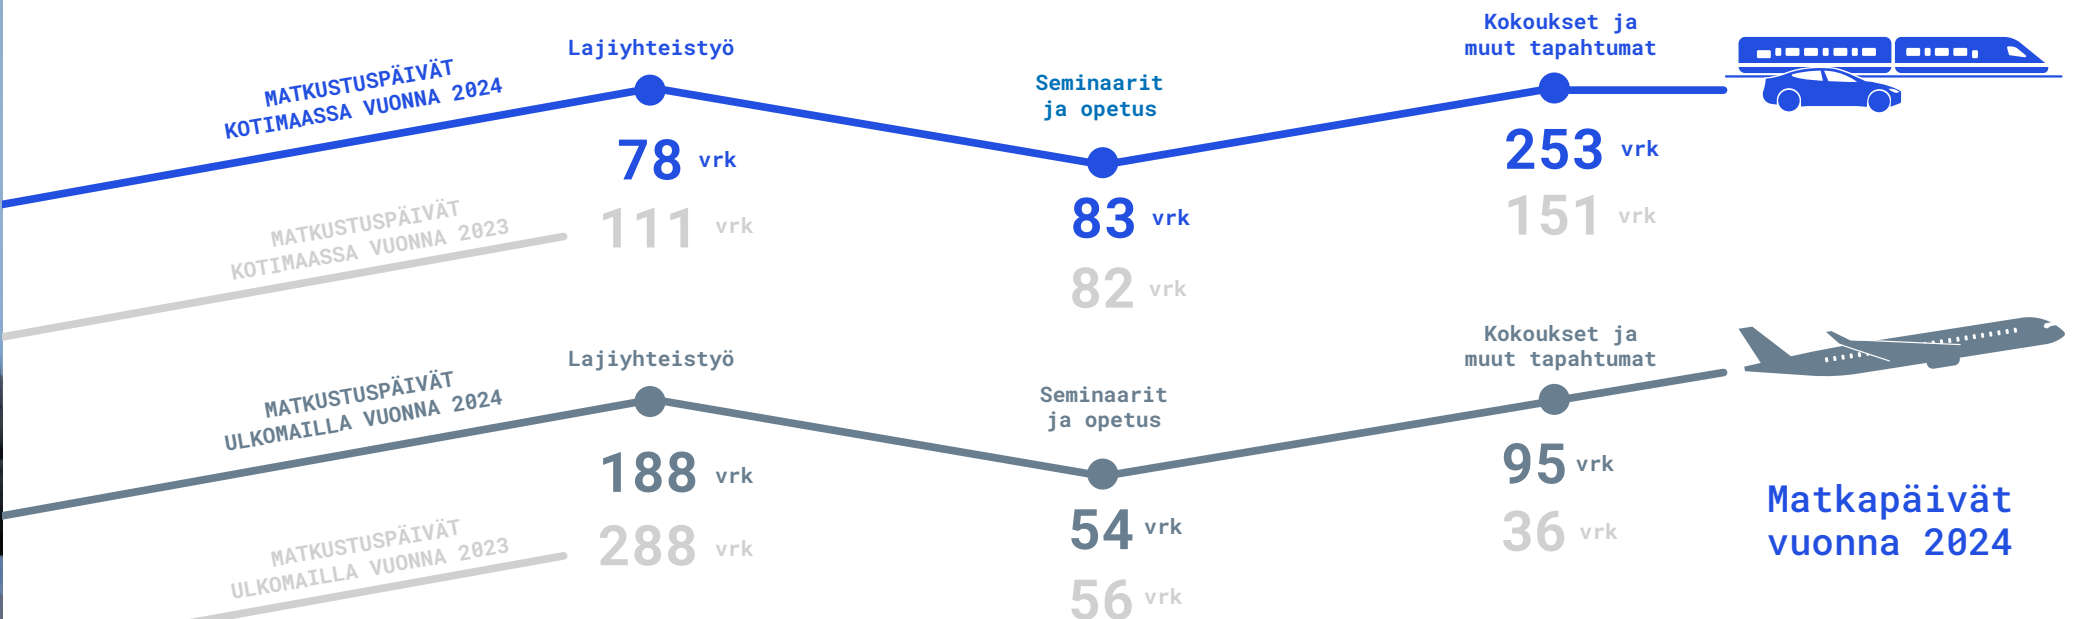 MATKUSTUSPÄIVÄT
KOTIMAASSA VUONNA 2024
Lajiyhteistyö
78 vrk
Seminaarit
ja opetus
83 vrk
Kokoukset ja
muut tapahtumat
253 vrk
MATKUSTUSPÄIVÄT
KOTIMAASSA VUONNA 2023
111 vrk
82 vrk
151 vrk
MATKUSTUSPÄIVÄT
ULKOMAILLA VUONNA 2024
Lajiyhteistyö
188 vrk
Seminaarit
ja opetus
54 vrk
Kokoukset ja
muut tapahtumat
95 vrk
MATKUSTUSPÄIVÄT
ULKOMAILLA VUONNA 2023
288 vrk
56 vrk
36 vrk
Matkapäivät
vuonna 2024